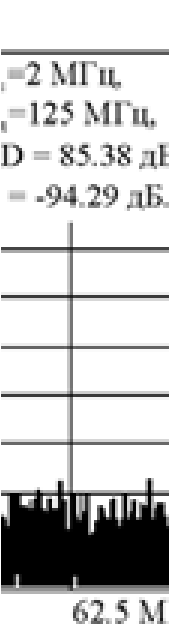 =2 МГц,
=125 МГц,
D = 85.38 дБ
= -94.29 дБ.
62.5 М